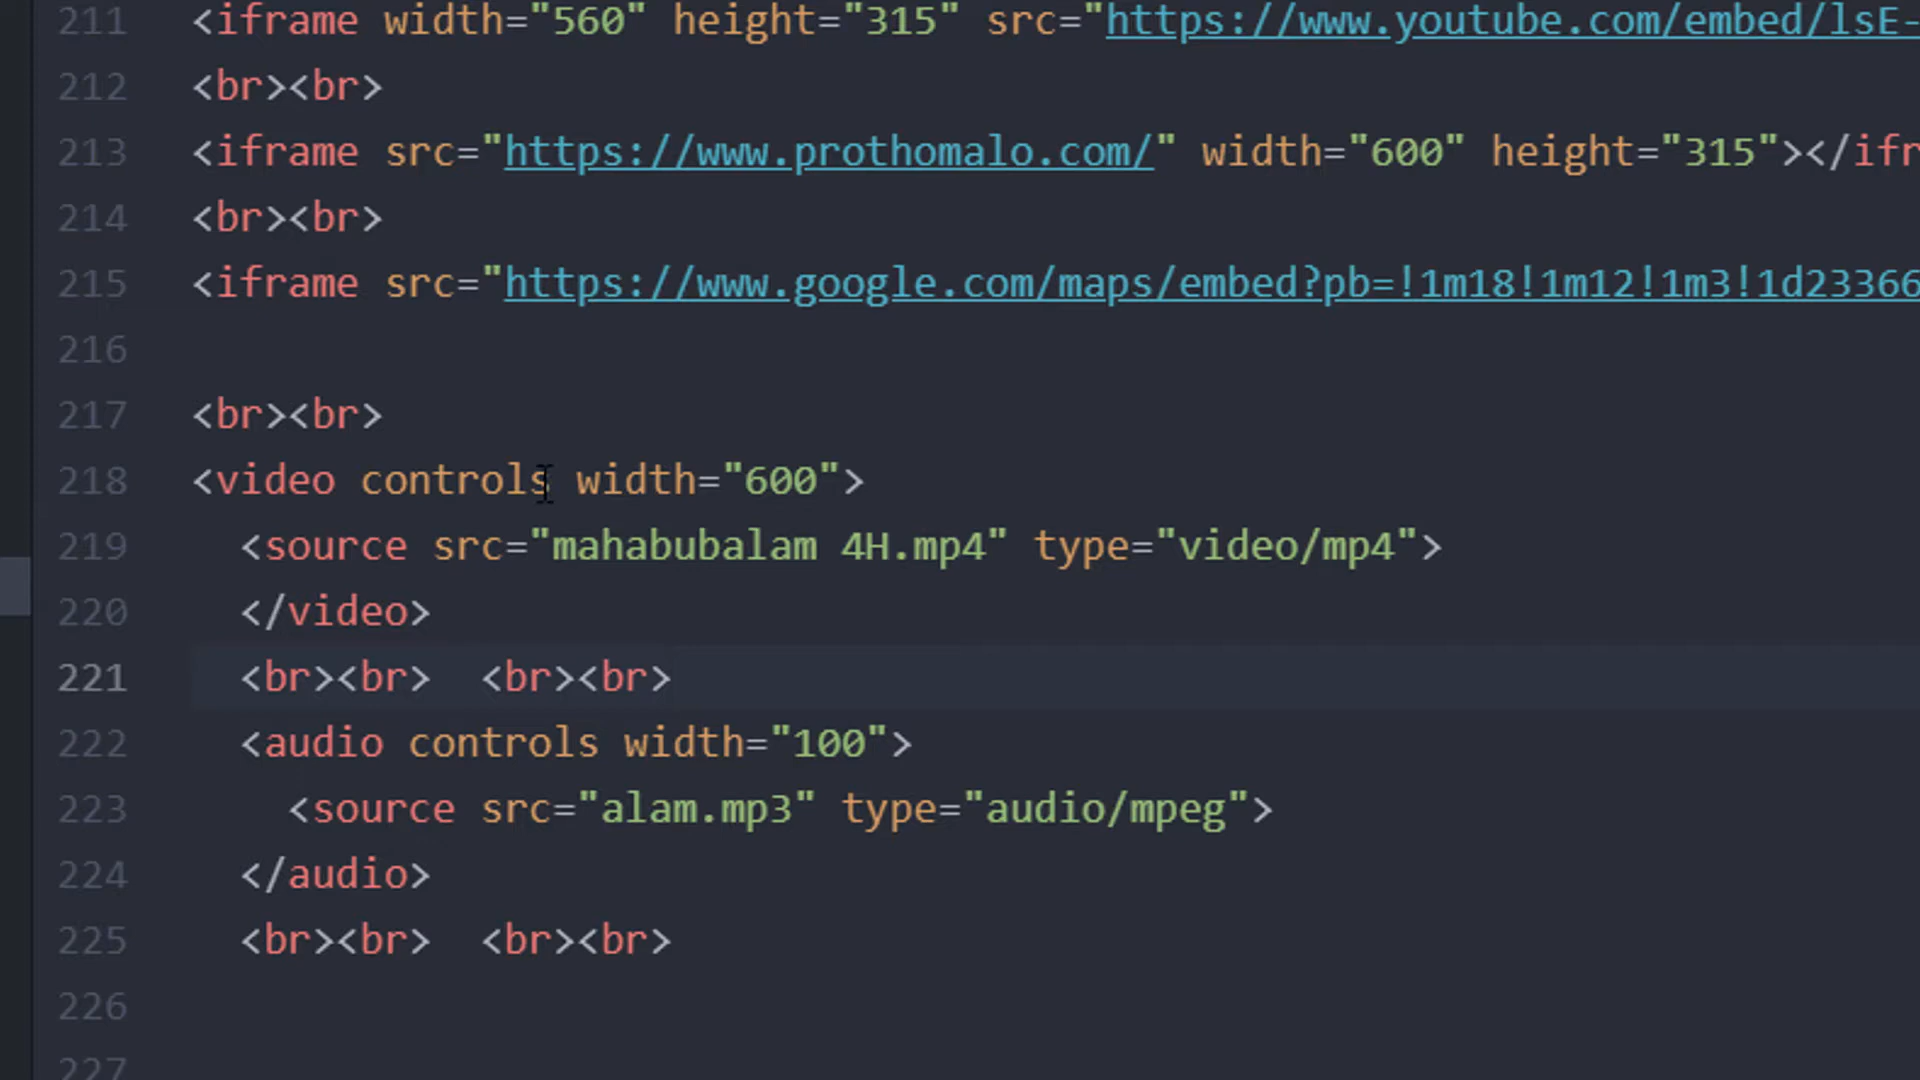 211 <iframe width="560" height="315" src="https://www.youtube.com/embed/lsE-
212 <br><br>
213 <iframe src="https://www.prothomalo.com/" width="600" height="315"></ifr
214 <br><br>
215 <iframe src="https://www.google.com/maps/embed?pb=!1m18!1m12!1m3!1d23366
216
217 <br><br>
218 <video controls width="600">
219 <source src="mahabubalam 4H.mp4" type="video/mp4">
220 </video>
221 <br><br> <br><br>
222 <audio controls width="100">
223 <source src="alam.mp3" type="audio/mpeg">
224 </audio>
225 <br><br> <br><br>
226
227